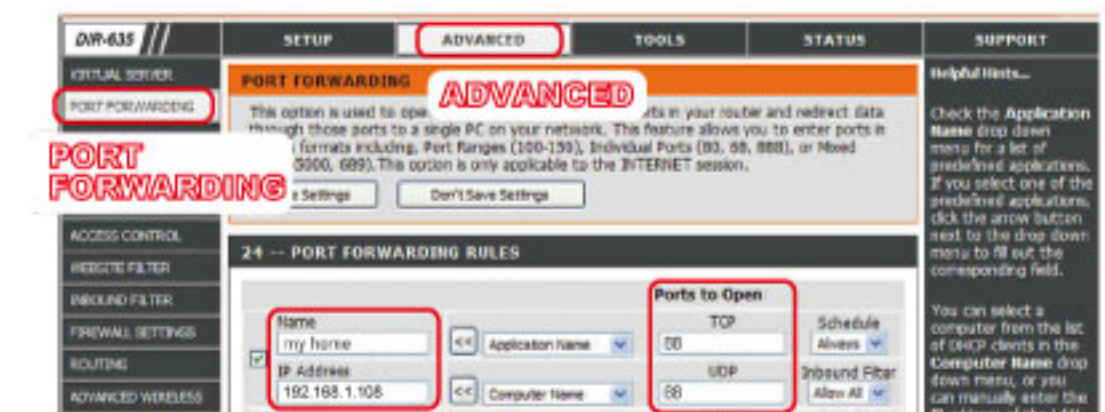 DIR-635
SETUP
ADVANCED
TOOLS
STATUS
SUPPORT
VIRTUAL SERVER
PORT FORWARDING
ACCESS CONTROL
WEBSITE FILTER
INBOUND FILTER
FIREWALL SETTINGS
ROUTING
ADVANCED WIRELESS
PORT
FORWARDING
PORT FORWARDING
ADVANCED
This option is used to open ports in your router and redirect data
through those ports to a single PC on your network. This feature allows you to enter ports in
formats including, Port Ranges (100-150), Individual Ports (80, 68, 888), or Mixed
5000, 689). This option is only applicable to the INTERNET session.
Settings
Don't Save Settings
24 -- PORT FORWARDING RULES
Ports to Open
Name
TCP
Schedule
my home
<<
Application Name
88
Always
IP Address
UDP
Inbound Filter
192.168.1.108
<<
Computer Name
88
Allow All
Helpful Hints...
Check the Application
Name drop down
menu for a list of
predefined applications.
If you select one of the
predefined applications,
click the arrow button
next to the drop down
menu to fill out the
corresponding field.
You can select a
computer from the list
of DHCP clients in the
Computer Name drop
down menu, or you
can manually enter the